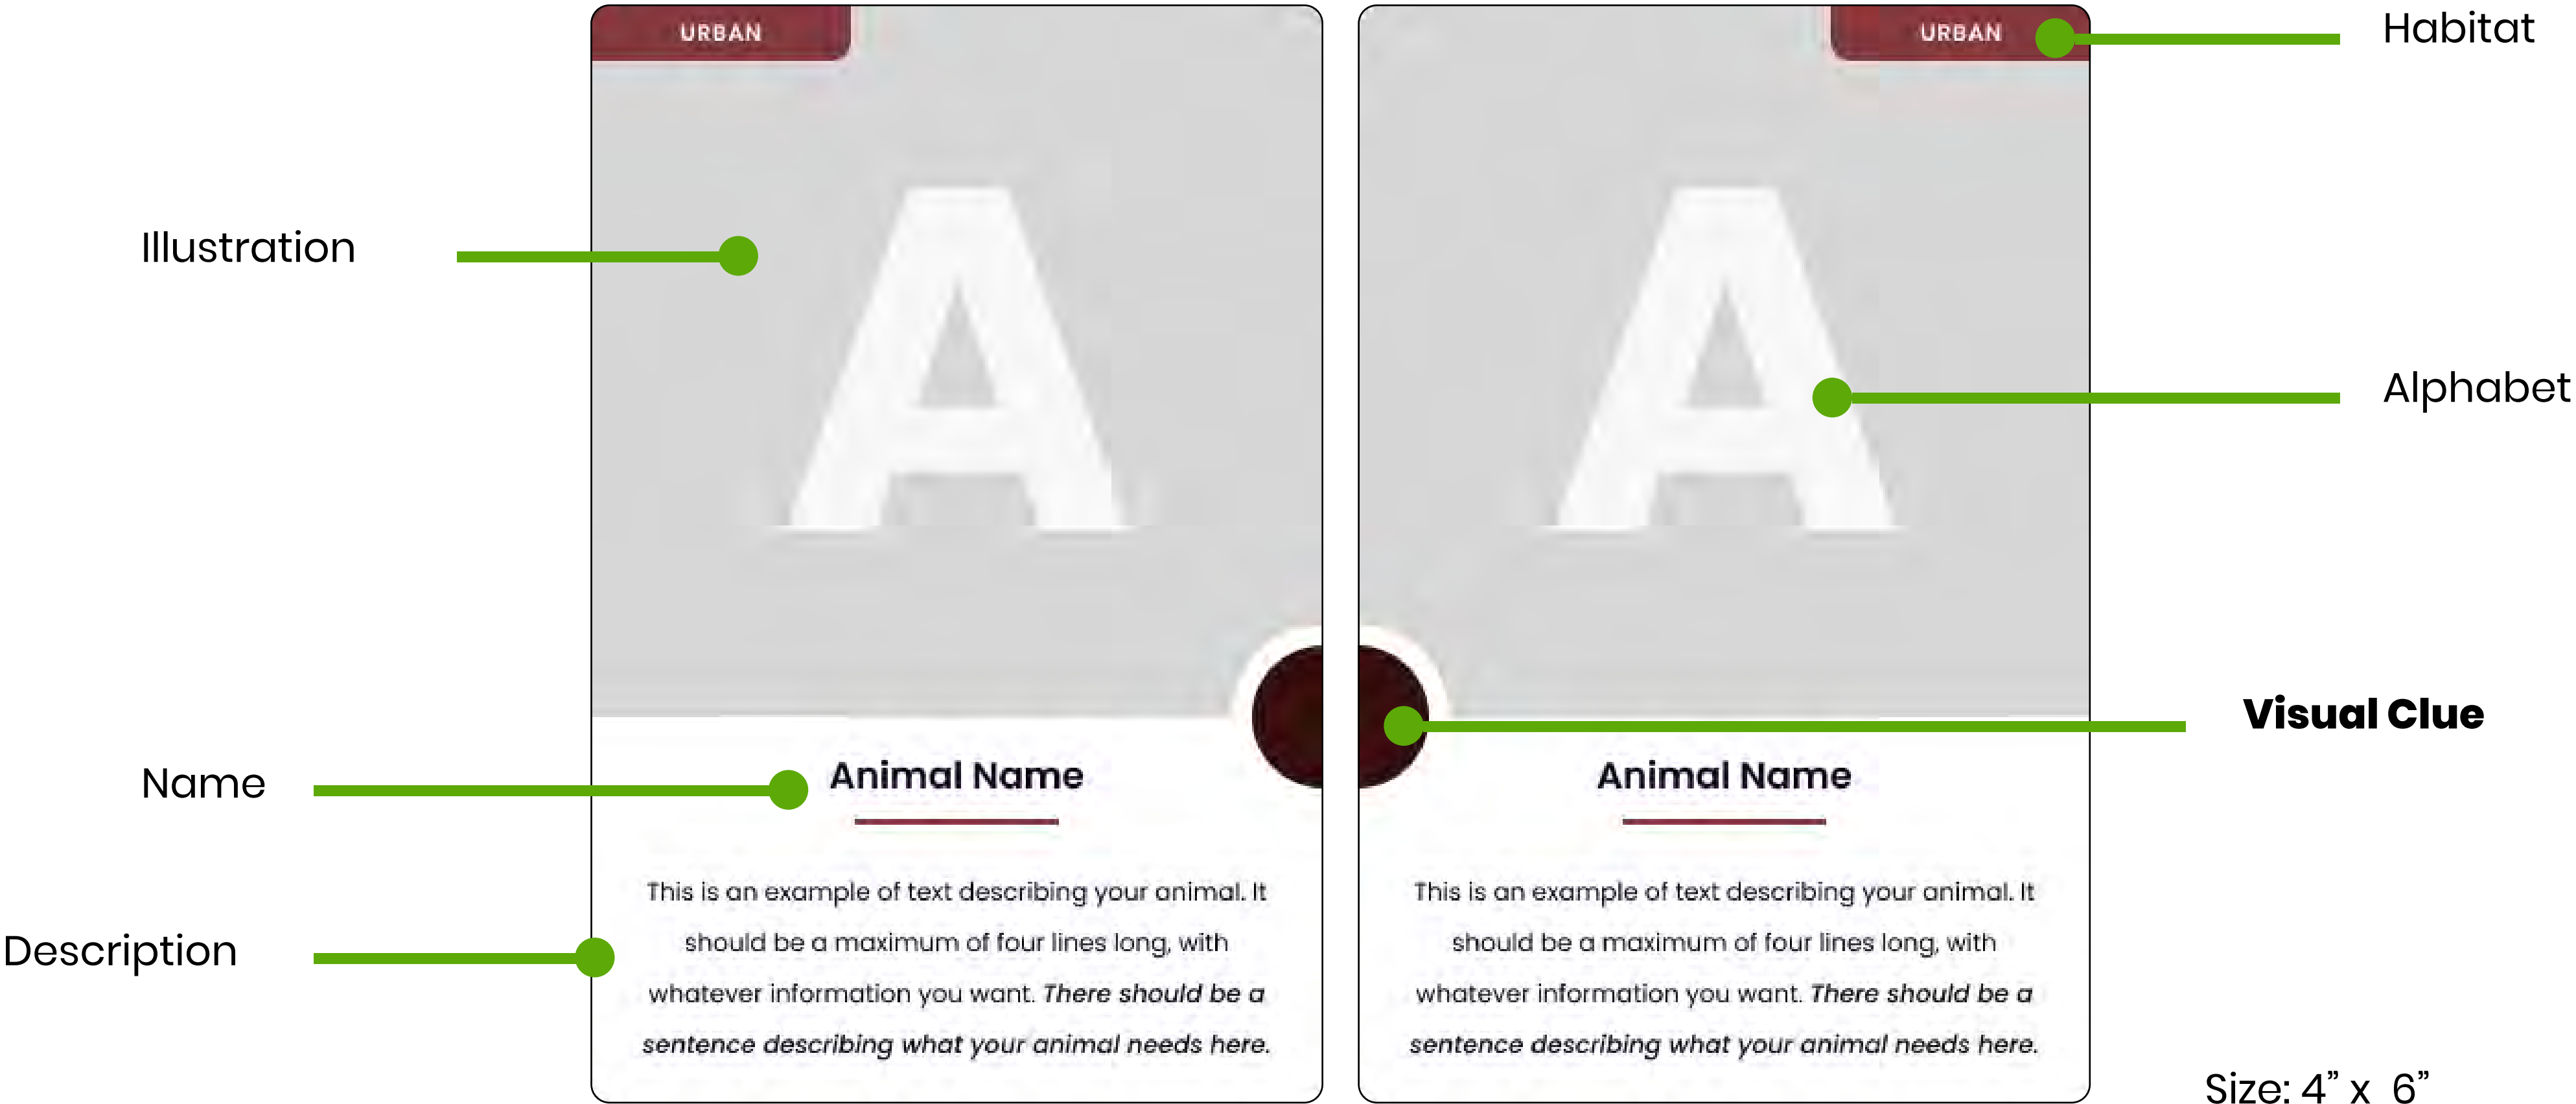 URBAN
URBAN
Habitat
Illustration
A
A
Alphabet
Visual Clue
Name
Animal Name
Animal Name
Description
This is an example of text describing your animal. It
should be a maximum of four lines long, with
whatever information you want. There should be a
sentence describing what your animal needs here.
This is an example of text describing your animal. It
should be a maximum of four lines long, with
whatever information you want. There should be a
sentence describing what your animal needs here.
Size: 4” x  6”